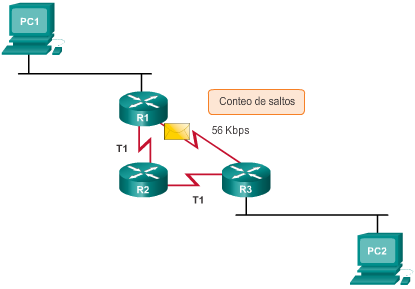 PC1
Conteo de saltos
R1
56 Kbps
T1
R2
R3
T1
PC2